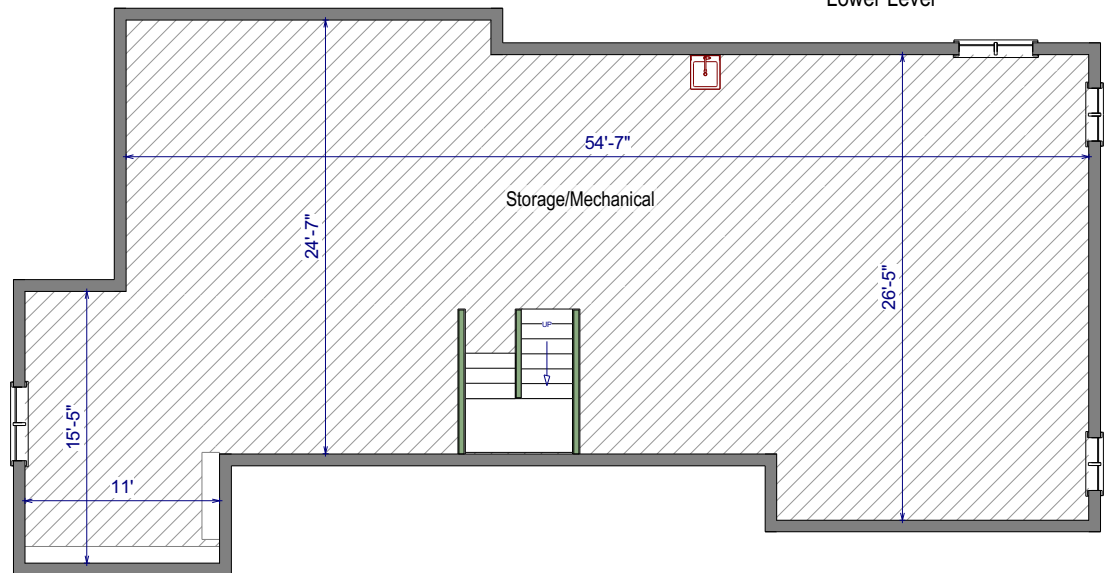 Lower Level
54'-7"
Storage/Mechanical
24'-7"
26'-5"
UP
15'-5"
11'